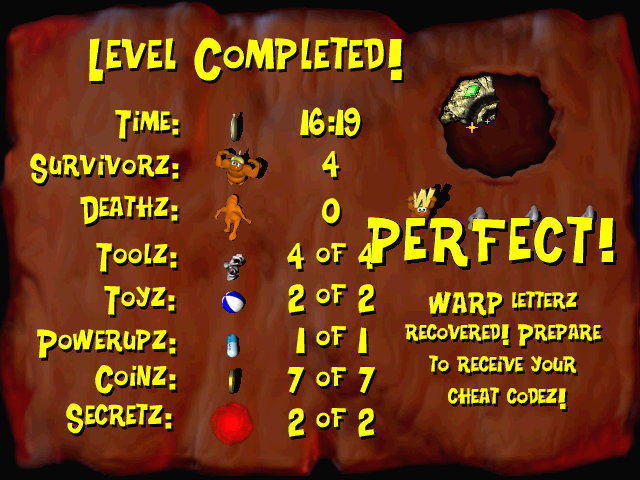 Level Completed!
Time: 16:19
Survivorz: 4
Deathz: 0
Toolz: 4 of 4
Toyz: 2 of 2
Powerupz: 1 of 1
Coinz: 7 of 7
Secretz: 2 of 2
W
PERFECT!
WARP letterz
recovered! Prepare
to receive your
cheat codez!